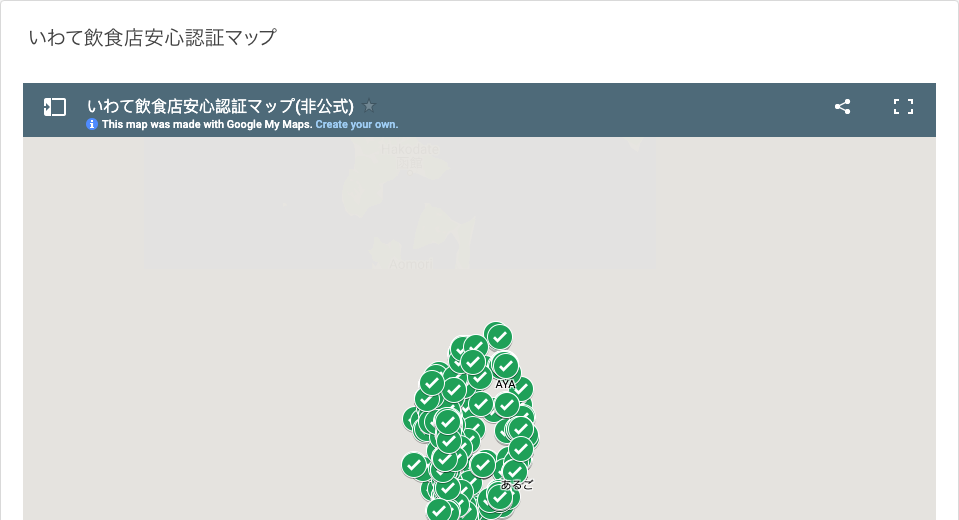 いわて飲食店安心認証マップ
いわて飲食店安心認証マップ(非公式)
This map was made with Google My Maps. Create your own.
AYA
あるご